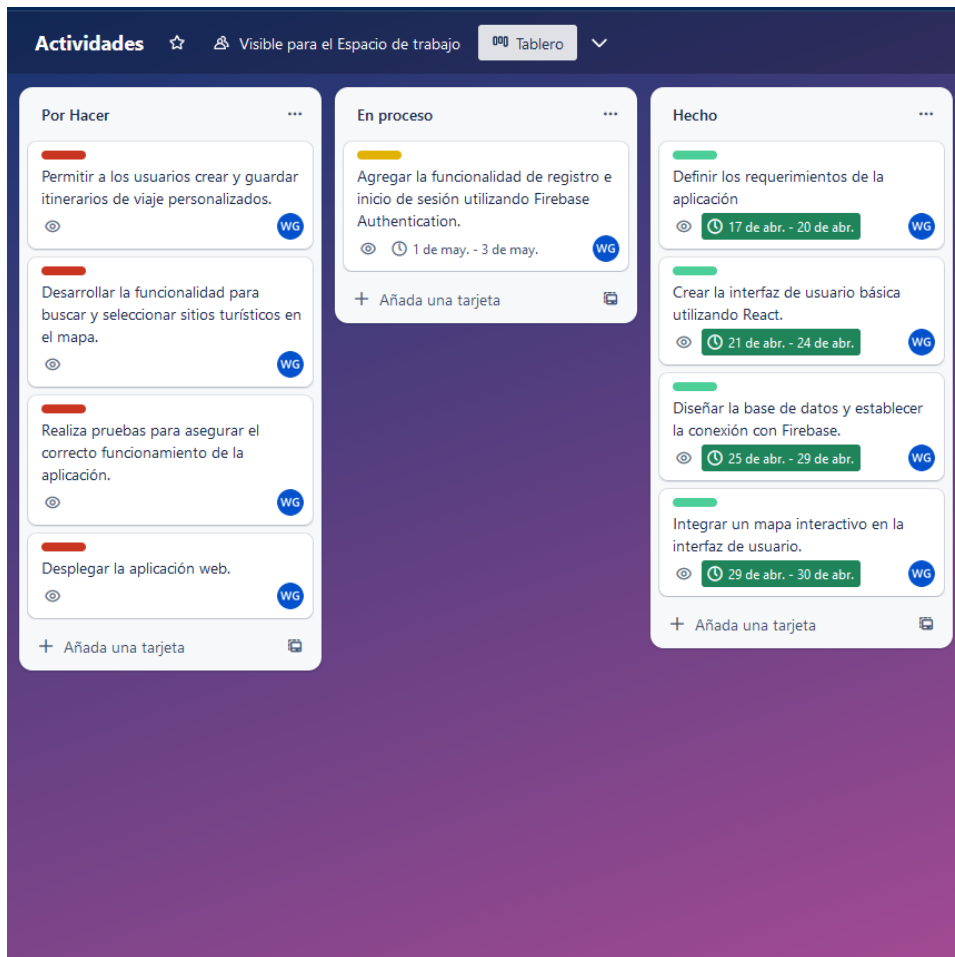 Actividades
Visible para el Espacio de trabajo
Tablero
Por Hacer
Permitir a los usuarios crear y guardar
itinerarios de viaje personalizados.
WG
Desarrollar la funcionalidad para
buscar y seleccionar sitios turísticos en
el mapa.
WG
Realiza pruebas para asegurar el
correcto funcionamiento de la
aplicación.
WG
Desplegar la aplicación web.
WG
Añada una tarjeta
En proceso
Agregar la funcionalidad de registro e
inicio de sesión utilizando Firebase
Authentication.
1 de may. - 3 de may.
WG
Añada una tarjeta
Hecho
Definir los requerimientos de la
aplicación
17 de abr. - 20 de abr.
WG
Crear la interfaz de usuario básica
utilizando React.
21 de abr. - 24 de abr.
WG
Diseñar la base de datos y establecer
la conexión con Firebase.
25 de abr. - 29 de abr.
WG
Integrar un mapa interactivo en la
interfaz de usuario.
29 de abr. - 30 de abr.
WG
Añada una tarjeta